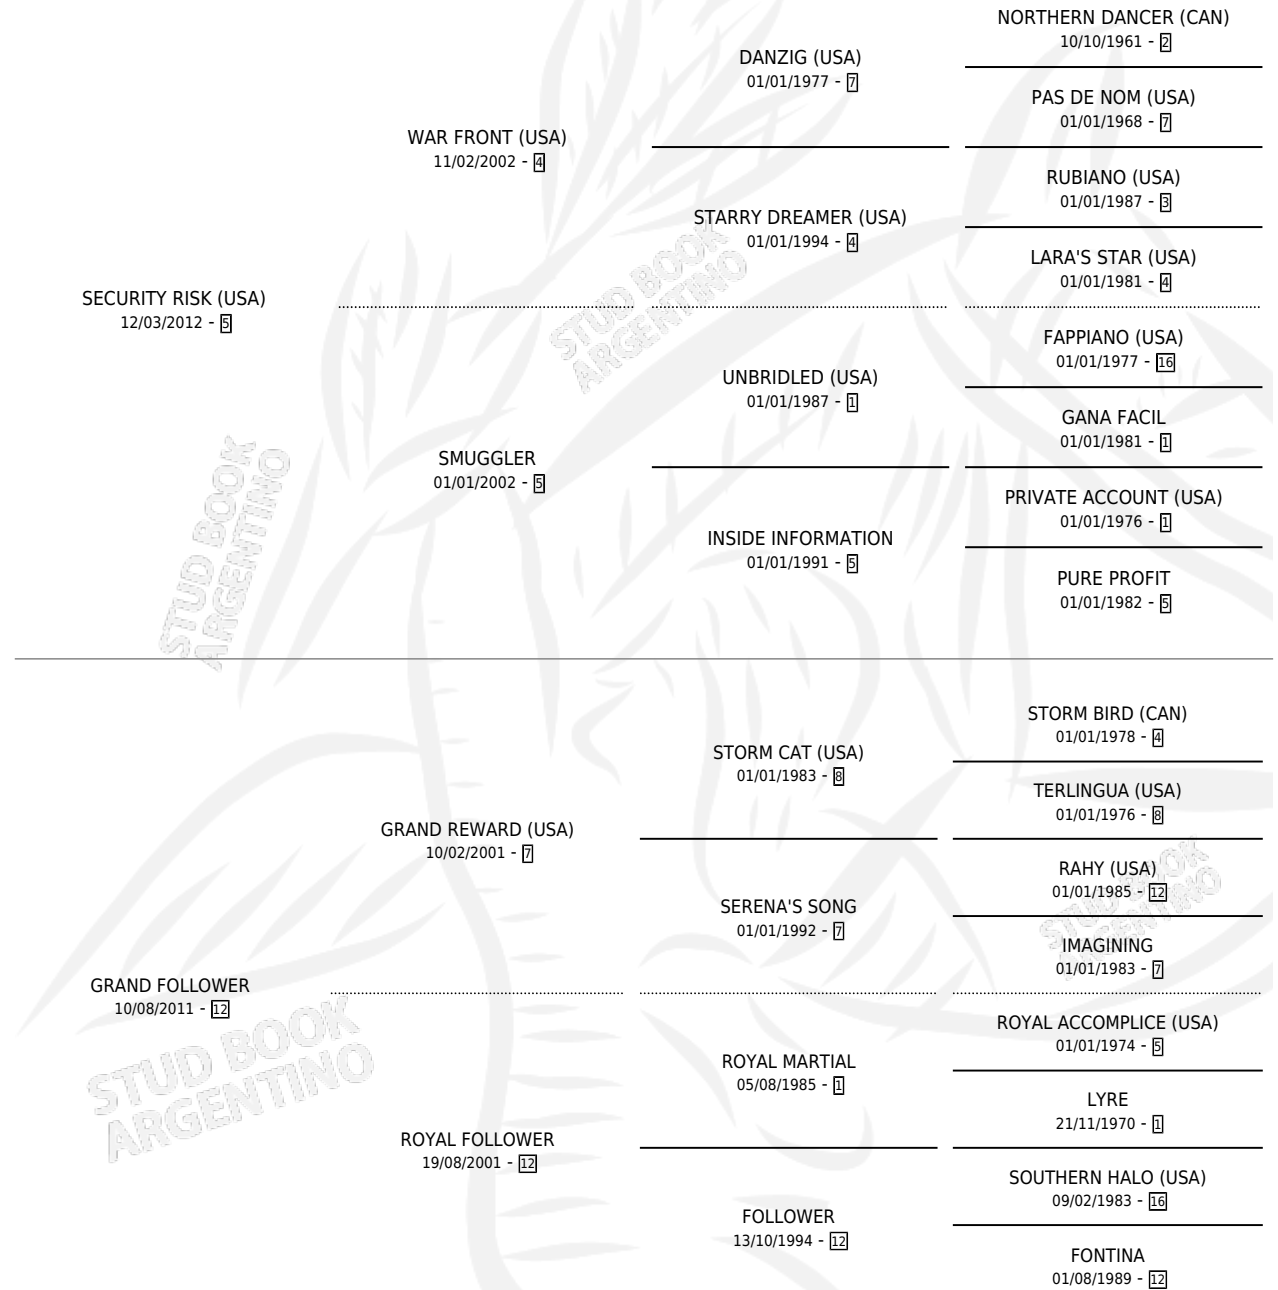 NORTHERN DANCER (CAN)
10/10/1961 - 2
DANZIG (USA)
01/01/1977 - 7
PAS DE NOM (USA)
01/01/1968 - 7
WAR FRONT (USA)
11/02/2002 - 4
RUBIANO (USA)
01/01/1987 - 3
STARRY DREAMER (USA)
01/01/1994 - 4
LARA'S STAR (USA)
01/01/1981 - 4
SECURITY RISK (USA)
12/03/2012 - 5
FAPPIANO (USA)
01/01/1977 - 16
UNBRIDLED (USA)
01/01/1987 - 1
GANA FACIL
01/01/1981 - 1
SMUGGLER
01/01/2002 - 5
PRIVATE ACCOUNT (USA)
01/01/1976 - 1
INSIDE INFORMATION
01/01/1991 - 5
PURE PROFIT
01/01/1982 - 5
STORM BIRD (CAN)
01/01/1978 - 4
STORM CAT (USA)
01/01/1983 - 8
TERLINGUA (USA)
01/01/1976 - 8
GRAND REWARD (USA)
10/02/2001 - 7
RAHY (USA)
01/01/1985 - 12
SERENA'S SONG
01/01/1992 - 7
IMAGINING
01/01/1983 - 7
GRAND FOLLOWER
10/08/2011 - 12
ROYAL ACCOMPLICE (USA)
01/01/1974 - 5
ROYAL MARTIAL
05/08/1985 - 1
LYRE
21/11/1970 - 1
ROYAL FOLLOWER
19/08/2001 - 12
SOUTHERN HALO (USA)
09/02/1983 - 16
FOLLOWER
13/10/1994 - 12
FONTINA
01/08/1989 - 12
STUD BOOK
ARGENTINO
STUD BOOK
ARGENTINO
STUD BOOK
ARGENTINO
STUD BOOK
ARGENTINO